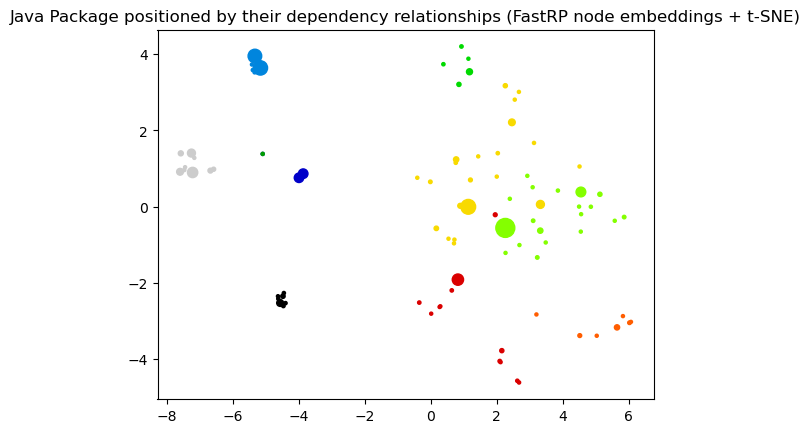 Java Package positioned by their dependency relationships (FastRP node embeddings + t-SNE)
4
2
0
−2
−4
−8 −6 −4 −2 0 2 4 6